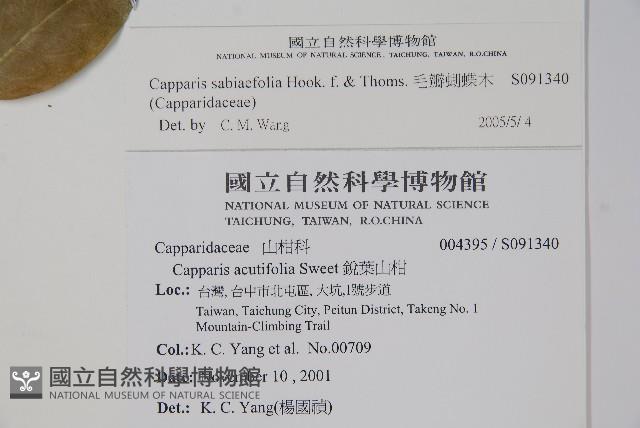 國立自然科學博物館
NATIONAL MUSEUM OF NATURAL SCIENCE, TAICHUNG, TAIWAN, R.O.CHINA
Capparis sabiaefolia Hook. f. & Thoms. 毛瓣蝴蝶木 S091340
(Capparidaceae)
Det. by C. M. Wang 2005/5/ 4
國立自然科學博物館
NATIONAL MUSEUM OF NATURAL SCIENCE
TAICHUNG, TAIWAN, R.O.CHINA
Capparidaceae 山柑科 004395 / S091340
Capparis acutifolia Sweet 銳葉山柑
Loc.: 台灣, 台中市北屯區, 大坑,1號步道
Taiwan, Taichung City, Peitun District, Takeng No. 1
Mountain-Climbing Trail
Col.: K. C. Yang et al. No.00709
Date: November 10 , 2001
Det.: K. C. Yang(楊國禎)
國立自然科學博物館
NATIONAL MUSEUM OF NATURAL SCIENCE